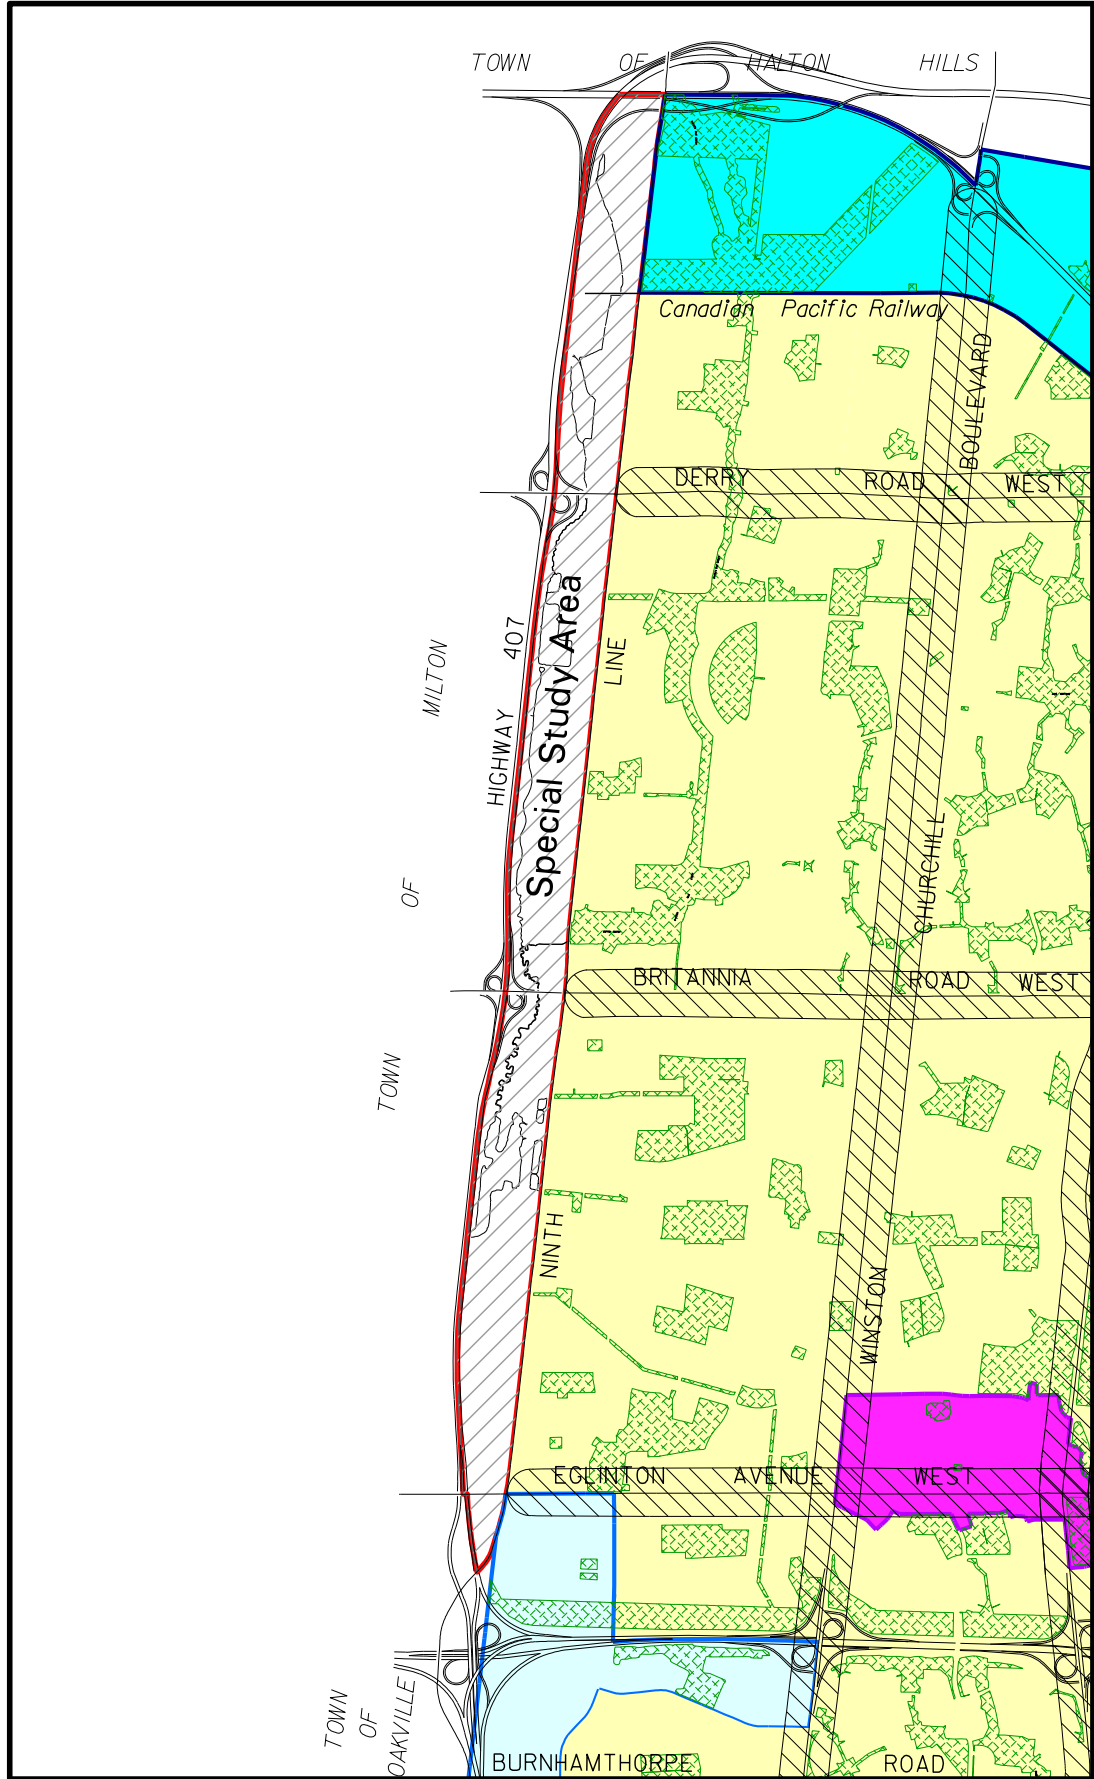 TOWN OF HALTON HILLS
Canadian Pacific Railway
BOULEVARD
DERRY ROAD WEST
Special Study Area
LINE
HIGHWAY 407
MILTON
OF
TOWN
CHURCHILL
BRITANNIA ROAD WEST
NINTH
WINSTON
EGLINTON AVENUE WEST
TOWN
OF
OAKVILLE
BURNHAMTHORPE ROAD